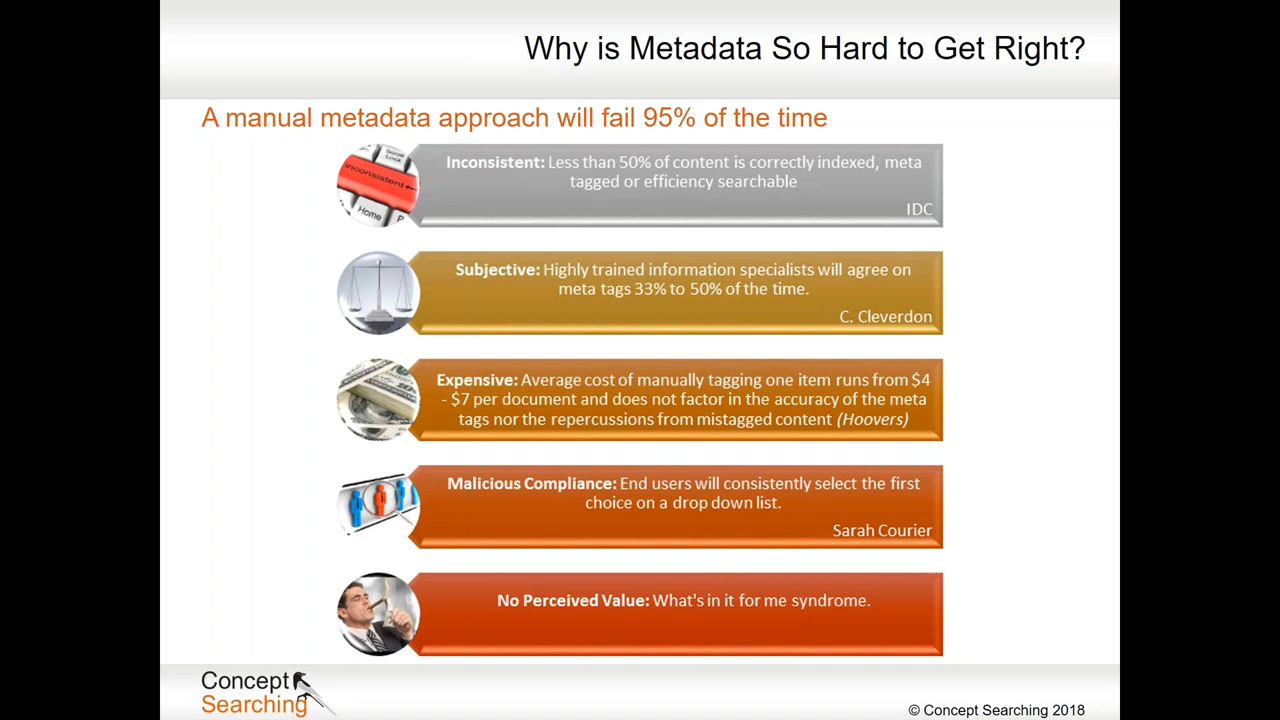 Why is Metadata So Hard to Get Right?
A manual metadata approach will fail 95% of the time
inconsistent
Home
P
Inconsistent: Less than 50% of content is correctly indexed, meta
tagged or efficiency searchable
IDC
Subjective: Highly trained information specialists will agree on
meta tags 33% to 50% of the time.
C. Cleverdon
Expensive: Average cost of manually tagging one item runs from $4
- $7 per document and does not factor in the accuracy of the meta
tags nor the repercussions from mistagged content (Hoovers)
Malicious Compliance: End users will consistently select the first
choice on a drop down list.
Sarah Courier
No Perceived Value: What's in it for me syndrome.
Concept
Searching
© Concept Searching 2018